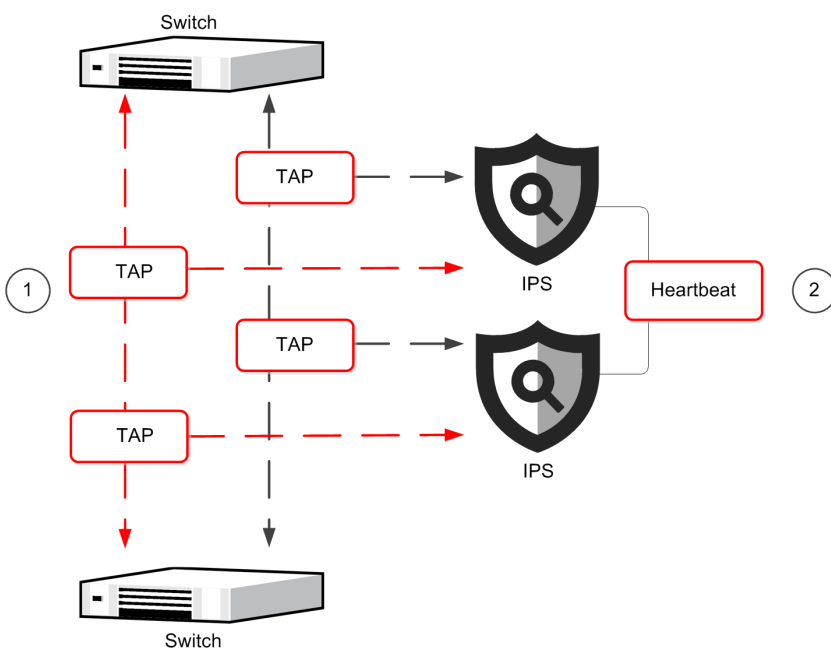 Switch
TAP
TAP
1
IPS
Heartbeat
2
TAP
TAP
IPS
Switch